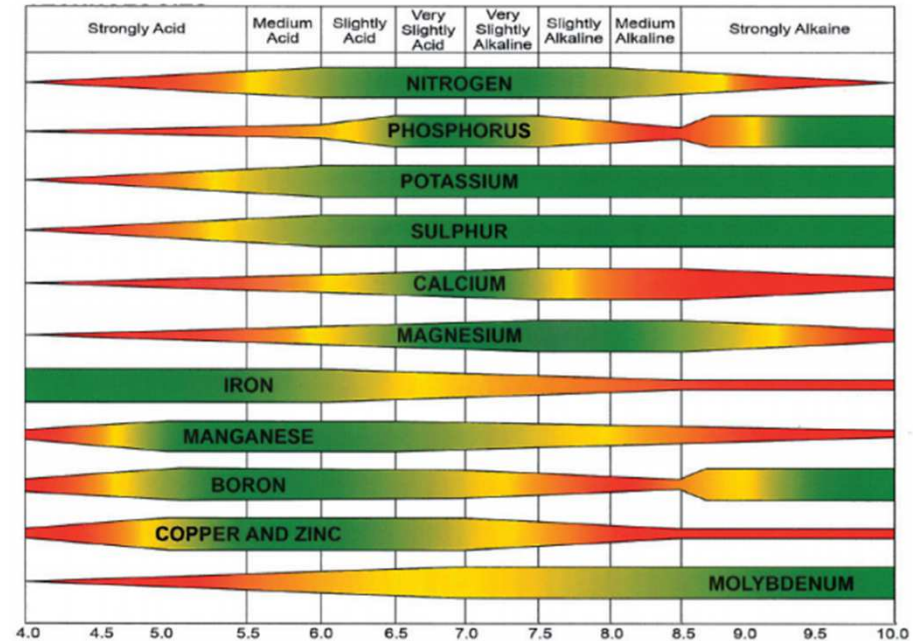 Strongly Acid
Medium
Acid
Slightly
Acid
Very
Slightly
Acid
Very
Slightly
Alkaline
Slightly
Alkaline
Medium
Alkaline
Strongly Alkaine
NITROGEN
PHOSPHORUS
POTASSIUM
SULPHUR
CALCIUM
MAGNESIUM
IRON
MANGANESE
BORON
COPPER AND ZINC
MOLYBDENUM
4.0 4.5 5.0 5.5 6.0 6.5 7.0 7.5 8.0 8.5 9.0 10.0